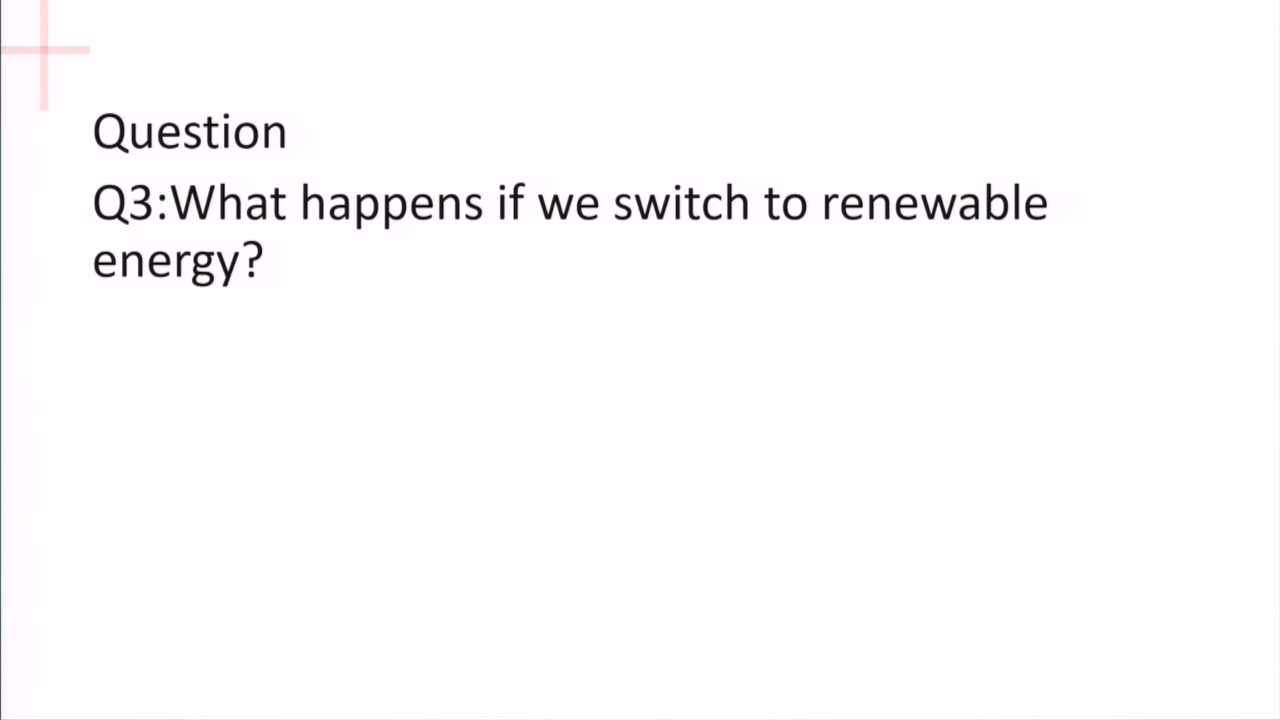 Question
Q3:What happens if we switch to renewable
energy?